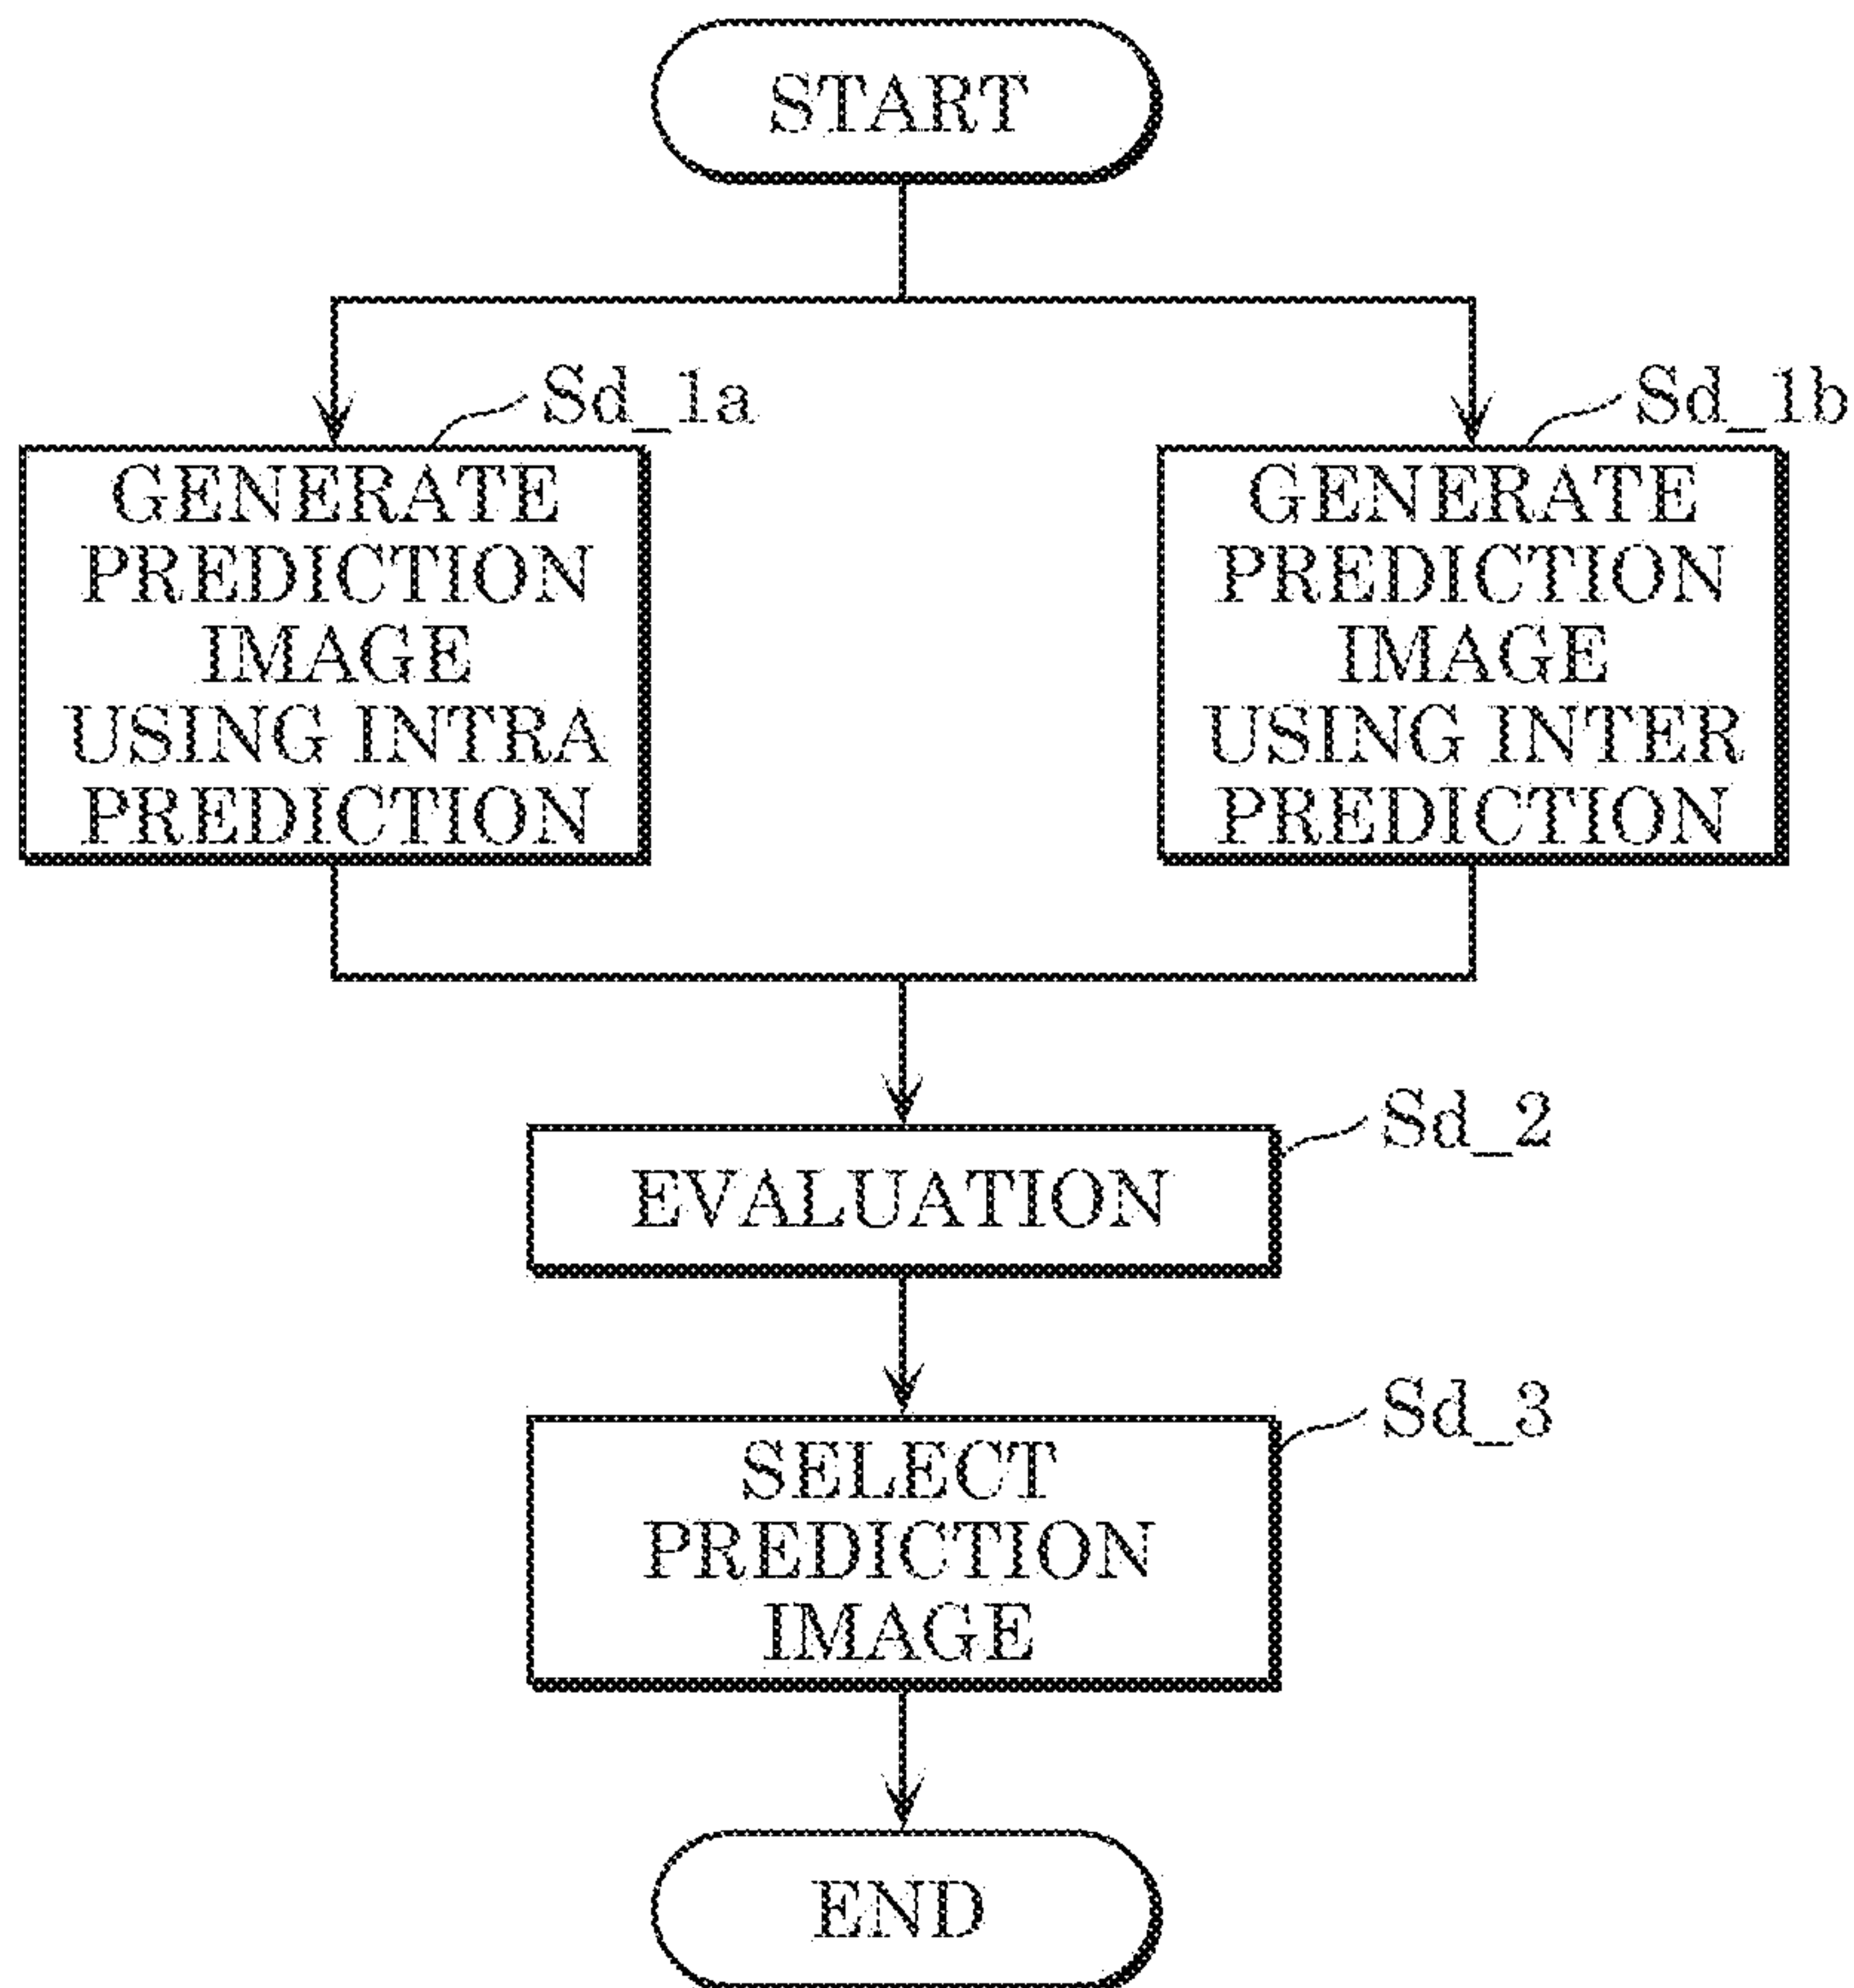 START
Sd_1a
GENERATE
PREDICTION
IMAGE
USING INTRA
PREDICTION
Sd_1b
GENERATE
PREDICTION
IMAGE
USING INTER
PREDICTION
Sd_2
EVALUATION
Sd_3
SELECT
PREDICTION
IMAGE
END